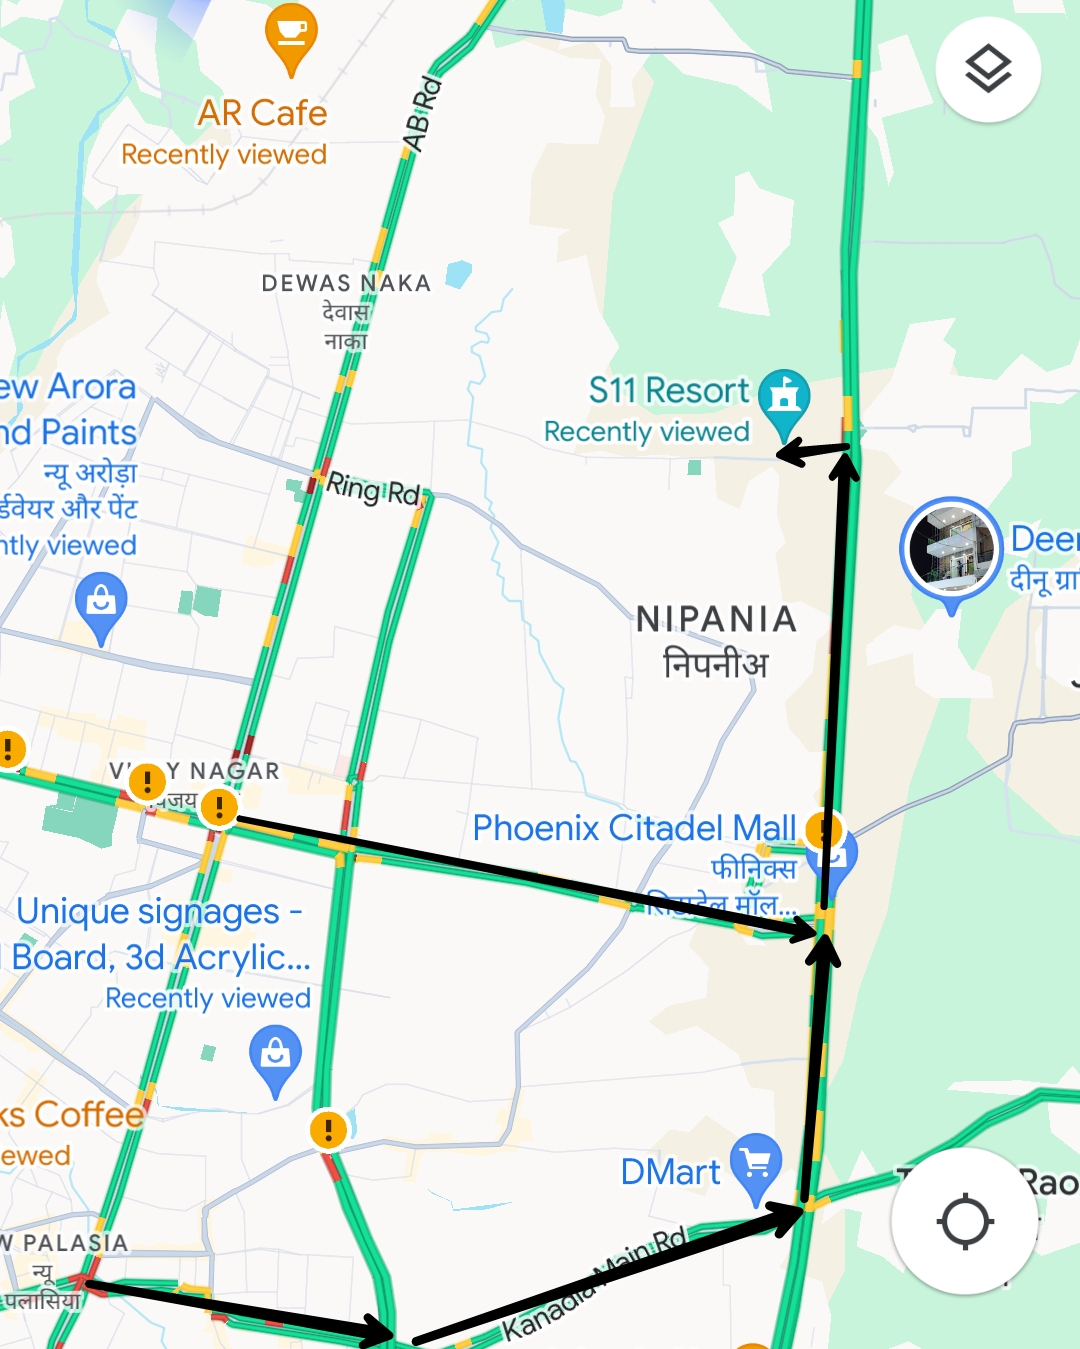 AR Cafe
Recently viewed
AB Rd
DEWAS NAKA
देवास
नाका
ew Arora
nd Paints
न्यू अरोड़ा
र्डवेयर और पेंट
ntly viewed
S11 Resort
Recently viewed
Ring Rd
Deen
दीनू ग्रा
NIPANIA
निपनीअ
NAGAR
Phoenix Citadel Mall
फीनिक्स
सिटाडेल मॉल...
Unique signages -
Board, 3d Acrylic...
Recently viewed
ks Coffee
ewed
DMart
Rao
W PALASIA
न्यू
पलासिया
Kanadia Main Rd